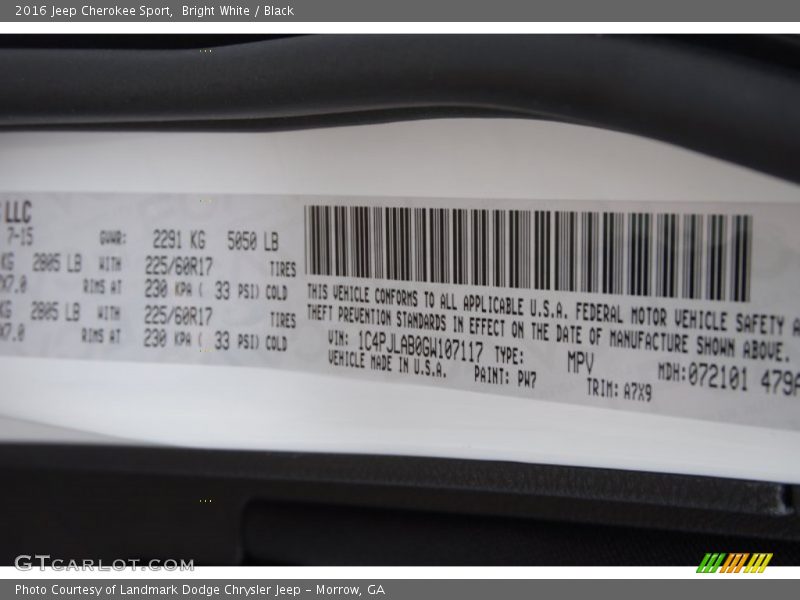 2016 Jeep Cherokee Sport, Bright White / Black
LLC
7-15 GVWR: 2291 KG 5050 LB
KG 2805 LB WITH 225/60R17 TIRES
X7.0 RIMS AT 230 KPA ( 33 PSI) COLD
KG 2805 LB WITH 225/60R17 TIRES
X7.0 RIMS AT 230 KPA ( 33 PSI) COLD
THIS VEHICLE CONFORMS TO ALL APPLICABLE U.S.A. FEDERAL MOTOR VEHICLE SAFETY A
THEFT PREVENTION STANDARDS IN EFFECT ON THE DATE OF MANUFACTURE SHOWN ABOVE.
VIN: 1C4PJLAB0GW107117 TYPE: MPV MDH:072101 479A
VEHICLE MADE IN U.S.A. PAINT: PW7 TRIM: A7X9
GTCARLOT.COM
Photo Courtesy of Landmark Dodge Chrysler Jeep – Morrow, GA